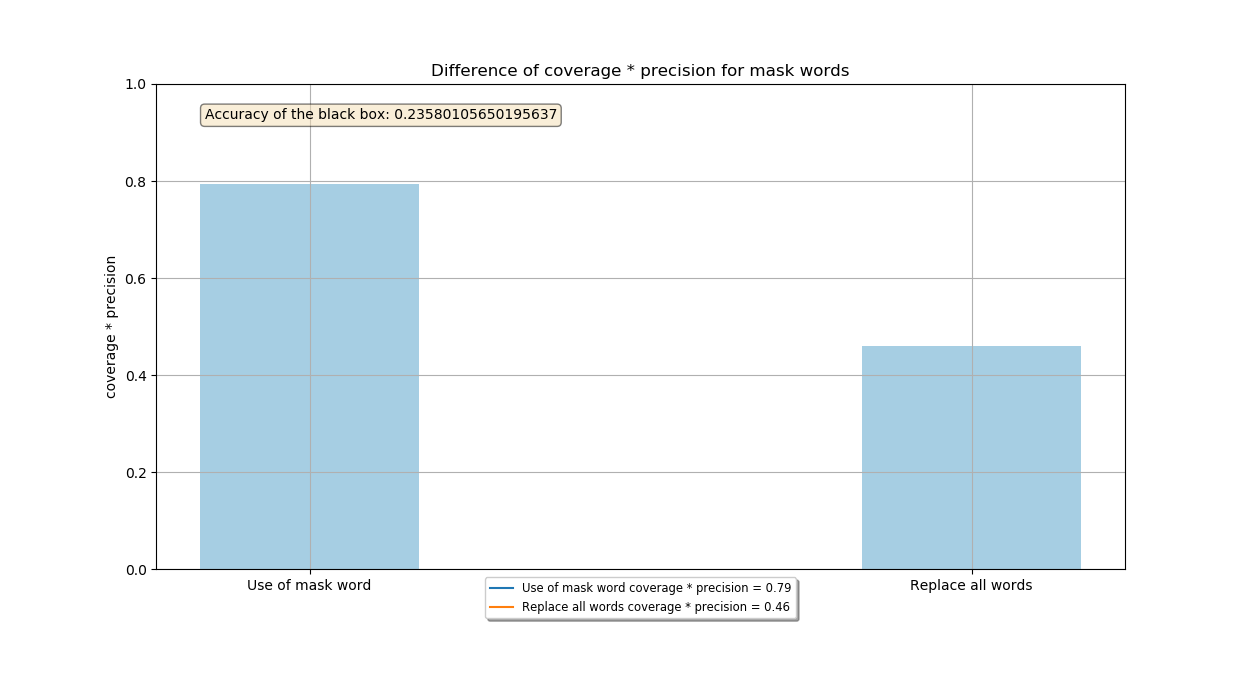 Difference of coverage * precision for mask words
1.0
Accuracy of the black box: 0.23580105650195637
0.8
0.6
coverage * precision
0.4
0.2
0.0
Use of mask word
Replace all words
Use of mask word coverage * precision = 0.79
Replace all words coverage * precision = 0.46